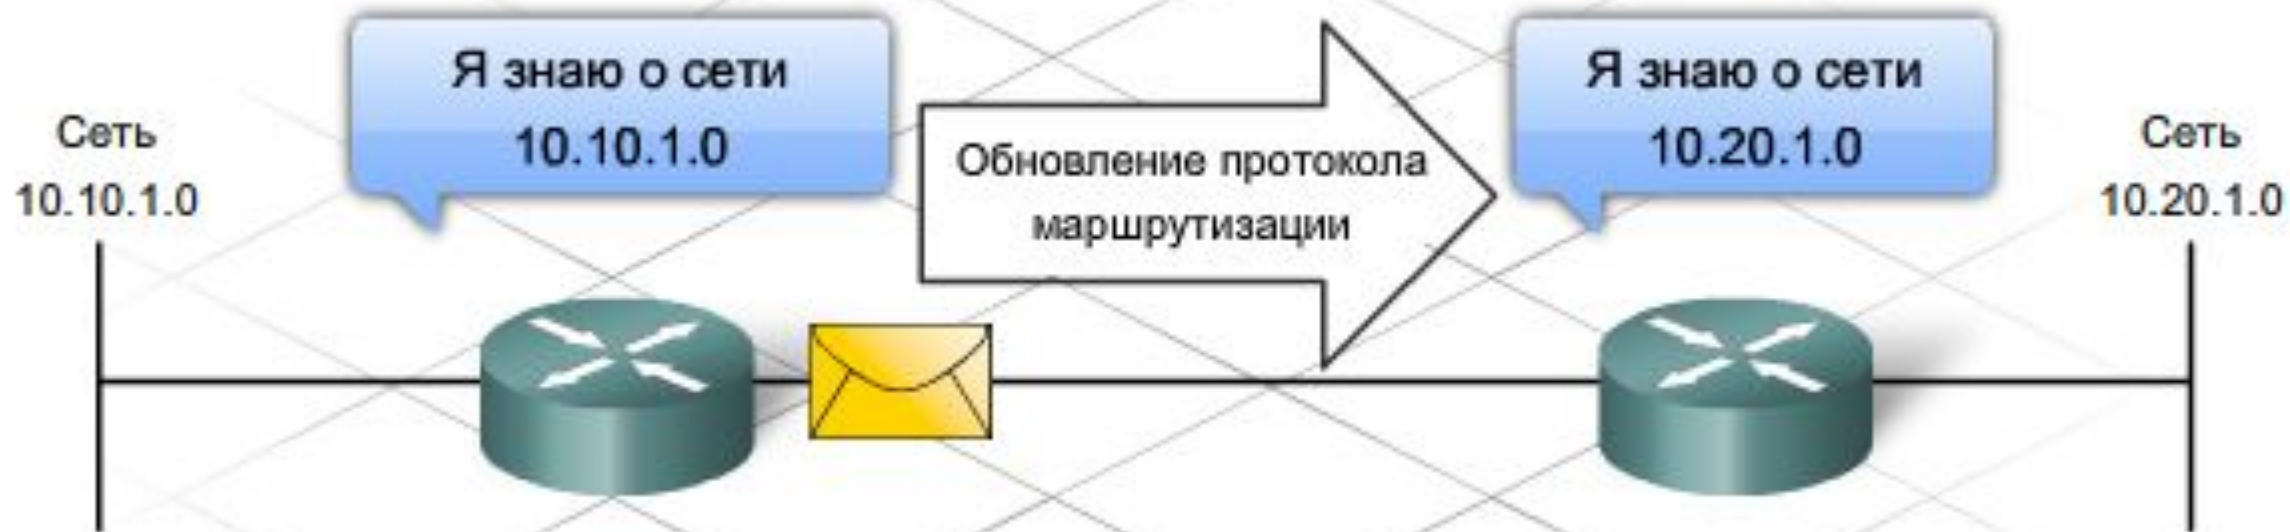 Сеть
10.10.1.0
Я знаю о сети
10.10.1.0
Обновление протокола
маршрутизации
Я знаю о сети
10.20.1.0
Сеть
10.20.1.0